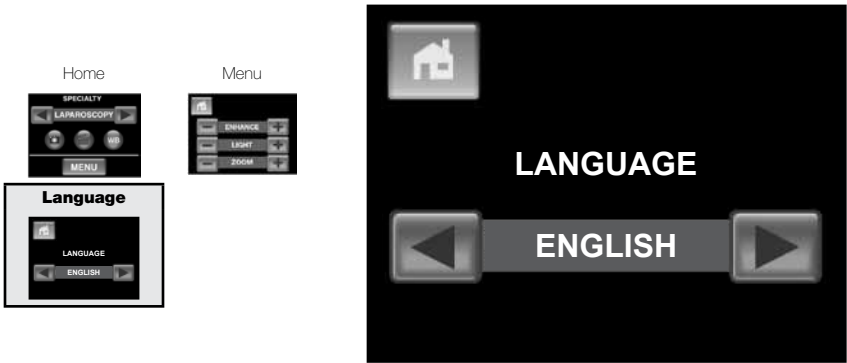 Home
SPECIALTY
LAPAROSCOPY
WB
MENU
Menu
ENHANCE
LIGHT
ZOOM
Language
LANGUAGE
ENGLISH
LANGUAGE
ENGLISH